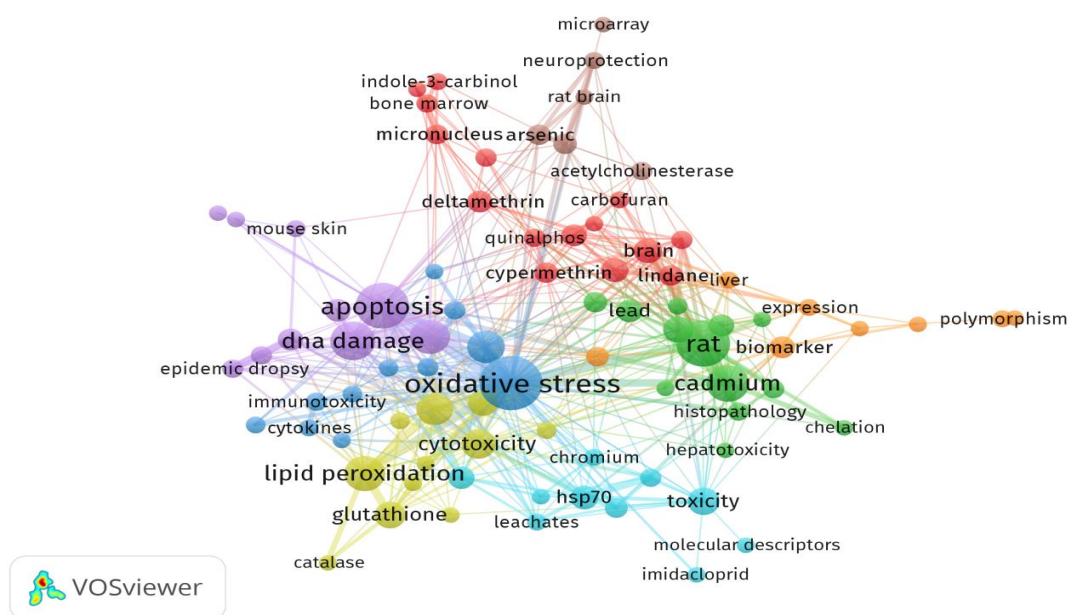 microarray
neuroprotection
indole-3-carbinol
rat brain
bone marrow
micronucleus
arsenic
acetylcholinesterase
deltamethrin
carbofuran
mouse skin
quinalphos
brain
cypermethrin
lindane
liver
apoptosis
lead
expression
polymorphism
dna damage
rat
biomarker
epidemic dropsy
oxidative stress
cadmium
immunotoxicity
histopathology
cytokines
chelation
cytotoxicity
hepatotoxicity
chromium
lipid peroxidation
hsp70
toxicity
glutathione
leachates
molecular descriptors
catalase
imidacloprid
VOSviewer